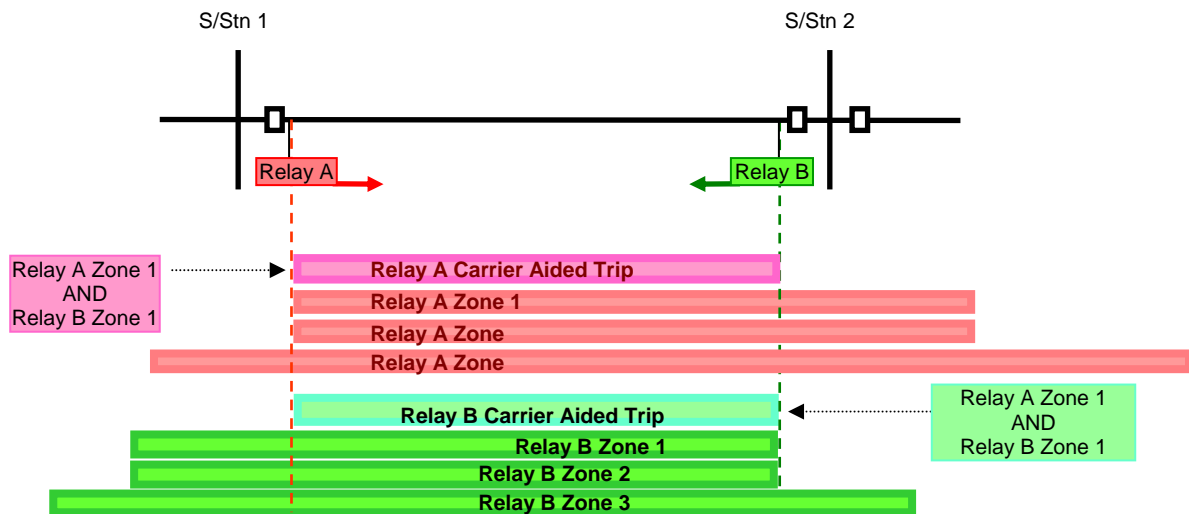 S/Stn 1
S/Stn 2
Relay A
Relay B
Relay A Zone 1
AND
Relay B Zone 1
Relay A Carrier Aided Trip
Relay A Zone 1
Relay A Zone
Relay A Zone
Relay B Carrier Aided Trip
Relay A Zone 1
AND
Relay B Zone 1
Relay B Zone 1
Relay B Zone 2
Relay B Zone 3